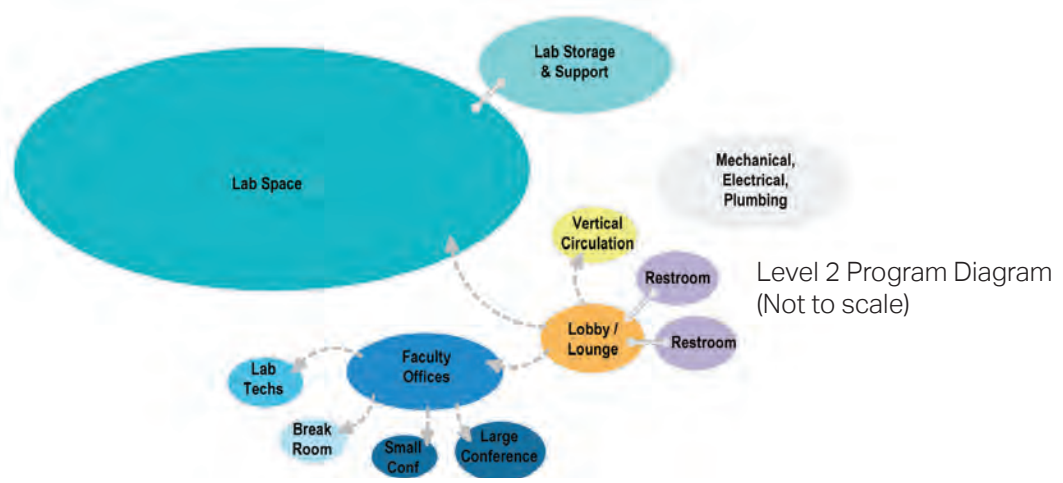 Lab Storage
& Support
Lab Space
Mechanical,
Electrical,
Plumbing
Vertical
Circulation
Restroom
Level 2 Program Diagram
(Not to scale)
Lobby /
Lounge
Restroom
Faculty
Offices
Lab
Techs
Break
Room
Small
Conf
Large
Conference